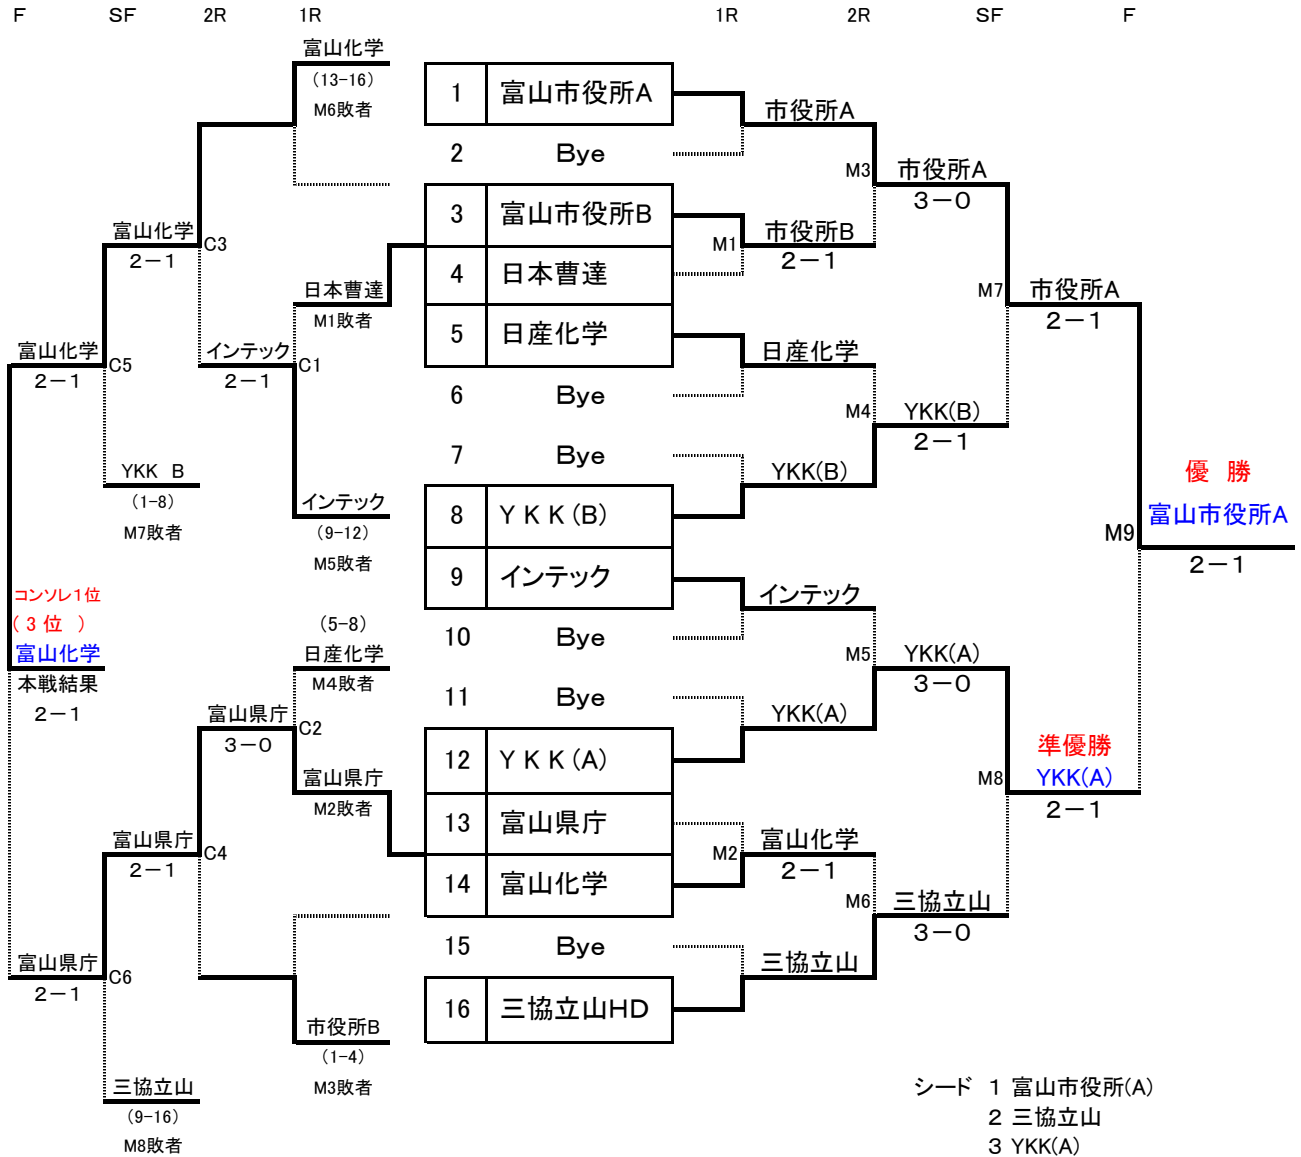 F SF 2R 1R 1R 2R SF F
富山化学
(13-16)
M6敗者
1 富山市役所A
市役所A
2 Bye
M3 市役所A
3-0
3 富山市役所B
富山化学
2-1
C3
M1 市役所B
2-1
4 日本曹達
日本曹達
M1敗者
M7 市役所A
2-1
5 日産化学
日産化学
富山化学
2-1
C5
インテック
2-1
C1
6 Bye
M4 YKK(B)
2-1
7 Bye
YKK B
(1-8)
M7敗者
YKK(B)
インテック
(9-12)
M5敗者
8 YKK(B)
優 勝
富山市役所A
M9
2-1
9 インテック
インテック
コンソレ1位
(3位 )
富山化学
本戦結果
2-1
(5-8)
日産化学
M4敗者
10 Bye
M5 YKK(A)
3-0
11 Bye
富山県庁
3-0
C2
YKK(A)
12 YKK(A)
準優勝
M8 YKK(A)
2-1
富山県庁
M2敗者
13 富山県庁
富山県庁
2-1
C4
M2 富山化学
2-1
14 富山化学
M6 三協立山
3-0
15 Bye
富山県庁
2-1
C6
三協立山
16 三協立山HD
市役所B
(1-4)
M3敗者
三協立山
(9-16)
M8敗者
シード 1 富山市役所(A)
2 三協立山
3 YKK(A)